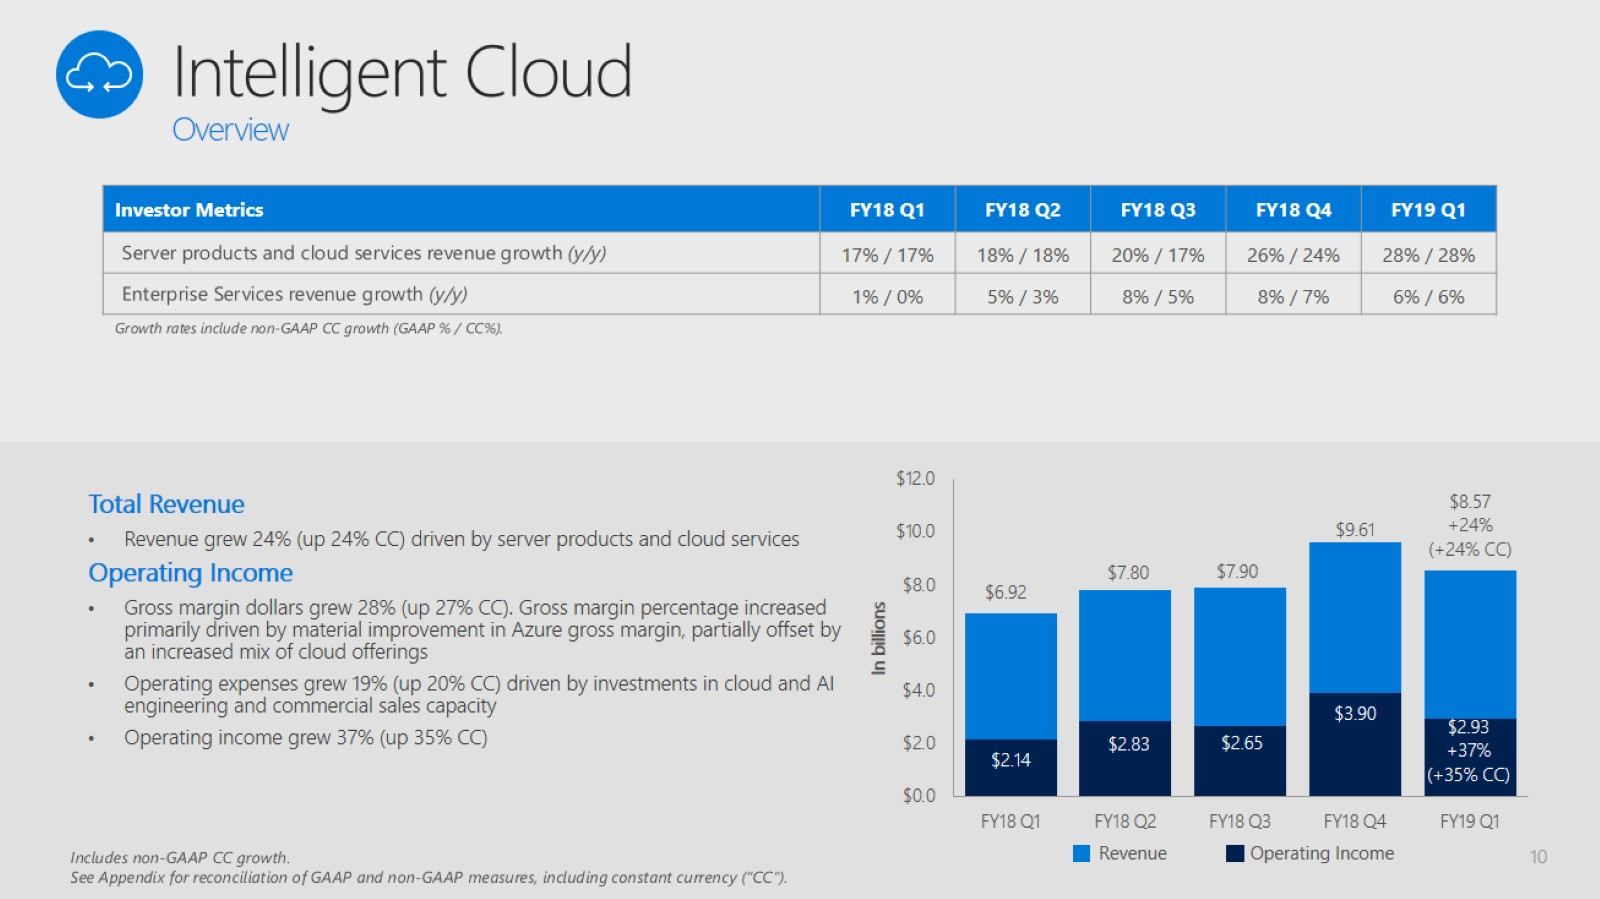 Intelligent Cloud
Overview
Investor Metrics FY18 Q1 FY18 Q2 FY18 Q3 FY18 Q4 FY19 Q1
Server products and cloud services revenue growth (y/y) 17% / 17% 18% / 18% 20% / 17% 26% / 24% 28% / 28%
Enterprise Services revenue growth (y/y) 1% / 0% 5% / 3% 8% / 5% 8% / 7% 6% / 6%
Growth rates include non-GAAP CC growth (GAAP % / CC%).
Total Revenue
• Revenue grew 24% (up 24% CC) driven by server products and cloud services
Operating Income
• Gross margin dollars grew 28% (up 27% CC). Gross margin percentage increased
primarily driven by material improvement in Azure gross margin, partially offset by
an increased mix of cloud offerings
• Operating expenses grew 19% (up 20% CC) driven by investments in cloud and AI
engineering and commercial sales capacity
• Operating income grew 37% (up 35% CC)
In billions
$12.0
$10.0
$8.0
$6.0
$4.0
$2.0
$0.0
$6.92
$7.80
$7.90
$9.61
$8.57
+24%
(+24% CC)
$2.14
$2.83
$2.65
$3.90
$2.93
+37%
(+35% CC)
FY18 Q1 FY18 Q2 FY18 Q3 FY18 Q4 FY19 Q1
Revenue Operating Income
Includes non-GAAP CC growth.
See Appendix for reconciliation of GAAP and non-GAAP measures, including constant currency ("CC").
10